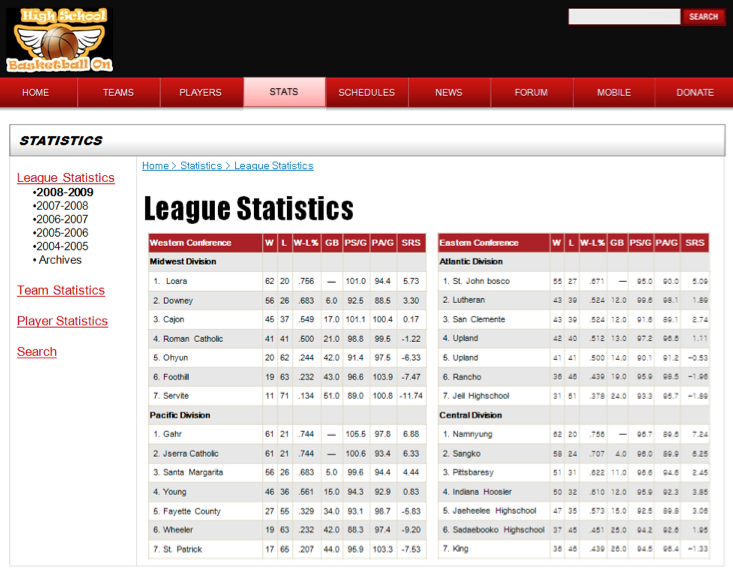 High School
Basketball On
SEARCH
HOME TEAMS PLAYERS STATS SCHEDULES NEWS FORUM MOBILE DONATE
STATISTICS
League Statistics
•2008-2009
•2007-2008
•2006-2007
•2005-2006
•2004-2005
• Archives
Team Statistics
Player Statistics
Search
Home > Statistics > League Statistics
League Statistics
Western Conference W L W-L% GB PS/G PA/G SRS
Midwest Division
1. Loara 62 20 .756 — 101.0 94.4 5.73
2. Downey 56 26 .683 6.0 92.5 88.5 3.30
3. Cajon 45 37 .549 17.0 101.1 100.4 0.17
4. Roman Catholic 41 41 .500 21.0 98.8 99.5 -1.22
5. Ohyun 20 62 .244 42.0 91.4 97.5 -6.33
6. Foothill 19 63 .232 43.0 96.6 103.9 -7.47
7. Servite 11 71 .134 51.0 89.0 100.8 -11.74
Pacific Division
1. Gahr 61 21 .744 — 105.5 97.8 6.88
2. Jserra Catholic 61 21 .744 — 100.6 93.4 6.33
3. Santa Margarita 56 26 .683 5.0 99.6 94.4 4.44
4. Young 46 36 .561 15.0 94.3 92.9 0.83
5. Fayette County 27 55 .329 34.0 93.1 98.7 -5.83
6. Wheeler 19 63 .232 42.0 88.3 97.4 -9.20
7. St. Patrick 17 65 .207 44.0 95.9 103.3 -7.53
Eastern Conference W L W-L% GB PS/G PA/G SRS
Atlantic Division
1. St. John bosco 55 27 .671 — 95.0 90.0 5.09
2. Lutheran 43 39 .524 12.0 99.6 98.1 1.89
3. San Clemente 43 39 .524 12.0 91.6 89.1 2.74
4. Upland 42 40 .512 13.0 97.2 96.6 1.11
5. Upland 41 41 .500 14.0 90.1 91.2 -0.53
6. Rancho 36 46 .439 19.0 95.9 98.5 -1.96
7. Jeil Highschool 31 51 .378 24.0 93.3 95.7 -1.89
Central Division
1. Namnyung 62 20 .756 — 96.7 89.6 7.24
2. Sangko 58 24 .707 4.0 96.0 89.9 6.25
3. Pittsbaresy 51 31 .622 11.0 96.6 94.6 2.45
4. Indiana Hoosier 50 32 .610 12.0 95.9 92.3 3.85
5. Jaeheelee Highschool 47 35 .573 15.0 92.5 89.8 3.06
6. Sadaebooko Highschool 37 45 .451 25.0 94.2 92.6 1.95
7. King 36 46 .439 26.0 94.5 96.4 -1.33